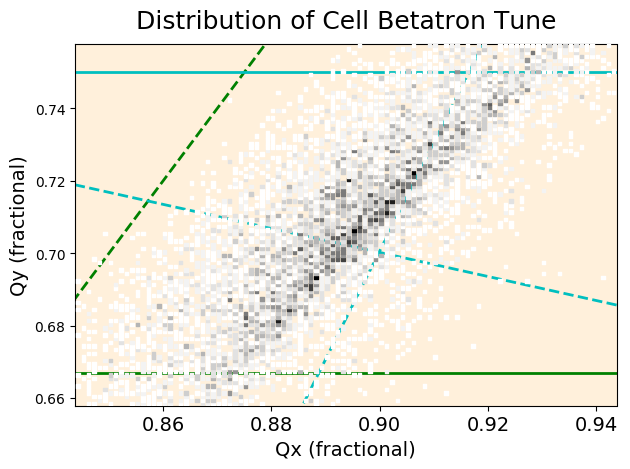 Distribution of Cell Betatron Tune
Qy (fractional)
0.74
0.72
0.70
0.68
0.66
0.86 0.88 0.90 0.92 0.94
Qx (fractional)